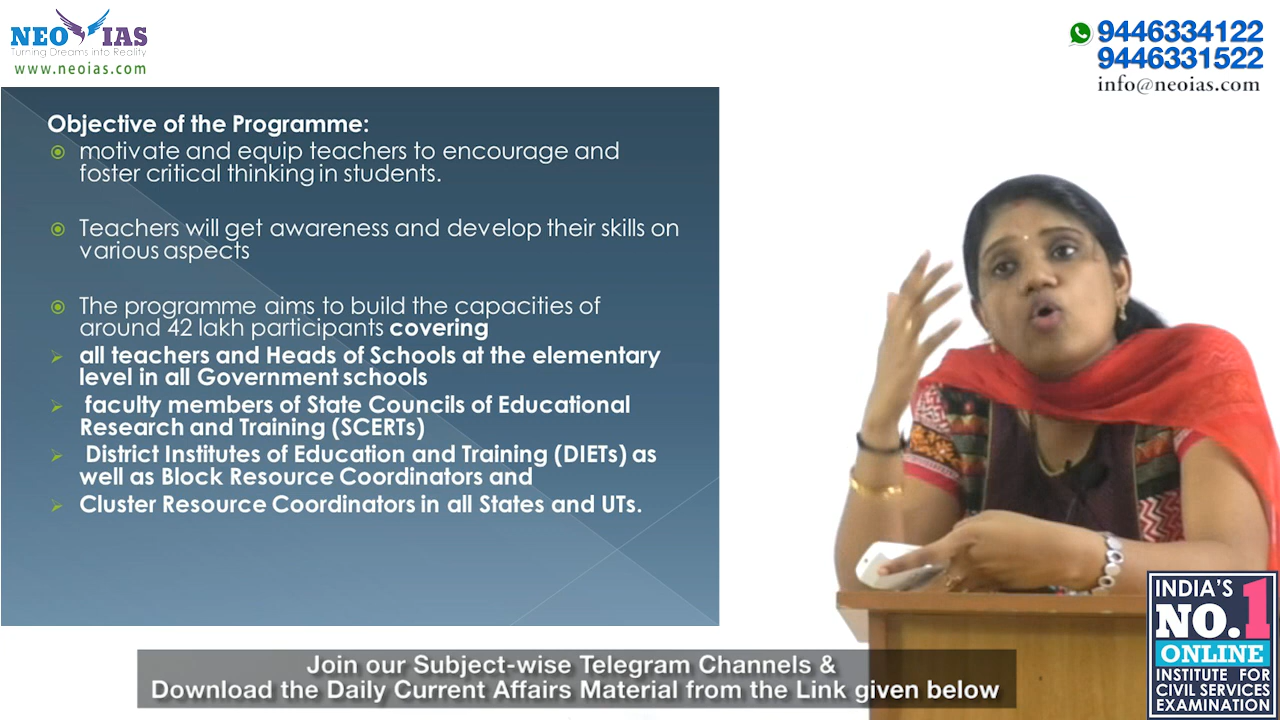 NEO IAS
Turning Dreams into Reality
www.neoias.com
9446334122
9446331522
info@neoias.com
Objective of the Programme:
motivate and equip teachers to encourage and
foster critical thinking in students.
Teachers will get awareness and develop their skills on
various aspects
The programme aims to build the capacities of
around 42 lakh participants covering
all teachers and Heads of Schools at the elementary
level in all Government schools
faculty members of State Councils of Educational
Research and Training (SCERTs)
District Institutes of Education and Training (DIETs) as
well as Block Resource Coordinators and
Cluster Resource Coordinators in all States and UTs.
INDIA'S
NO.1
ONLINE
INSTITUTE FOR
CIVIL SERVICES
EXAMINATION
Join our Subject-wise Telegram Channels &
Download the Daily Current Affairs Material from the Link given below